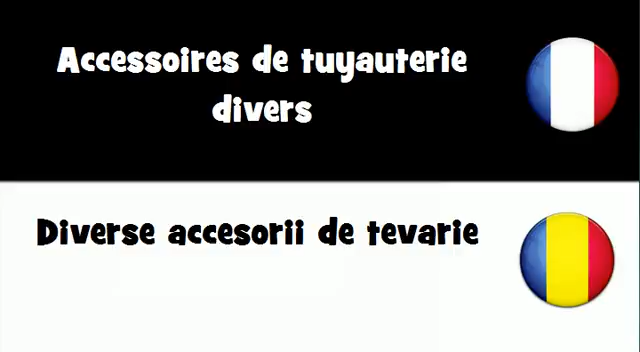 Accessoires de tuyauterie
divers
Diverse accesorii de tevarie